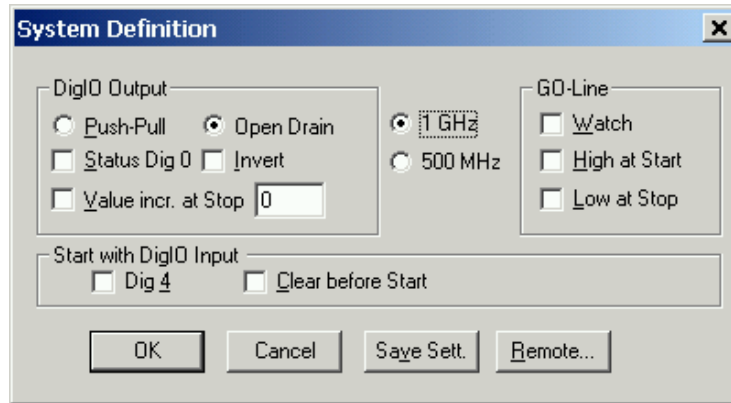 System Definition
DigIO Output
Push-Pull
Open Drain
Status Dig 0
Invert
Value incr. at Stop 0
1 GHz
500 MHz
GO-Line
Watch
High at Start
Low at Stop
Start with DigIO Input
Dig 4
Clear before Start
OK
Cancel
Save Sett.
Remote...